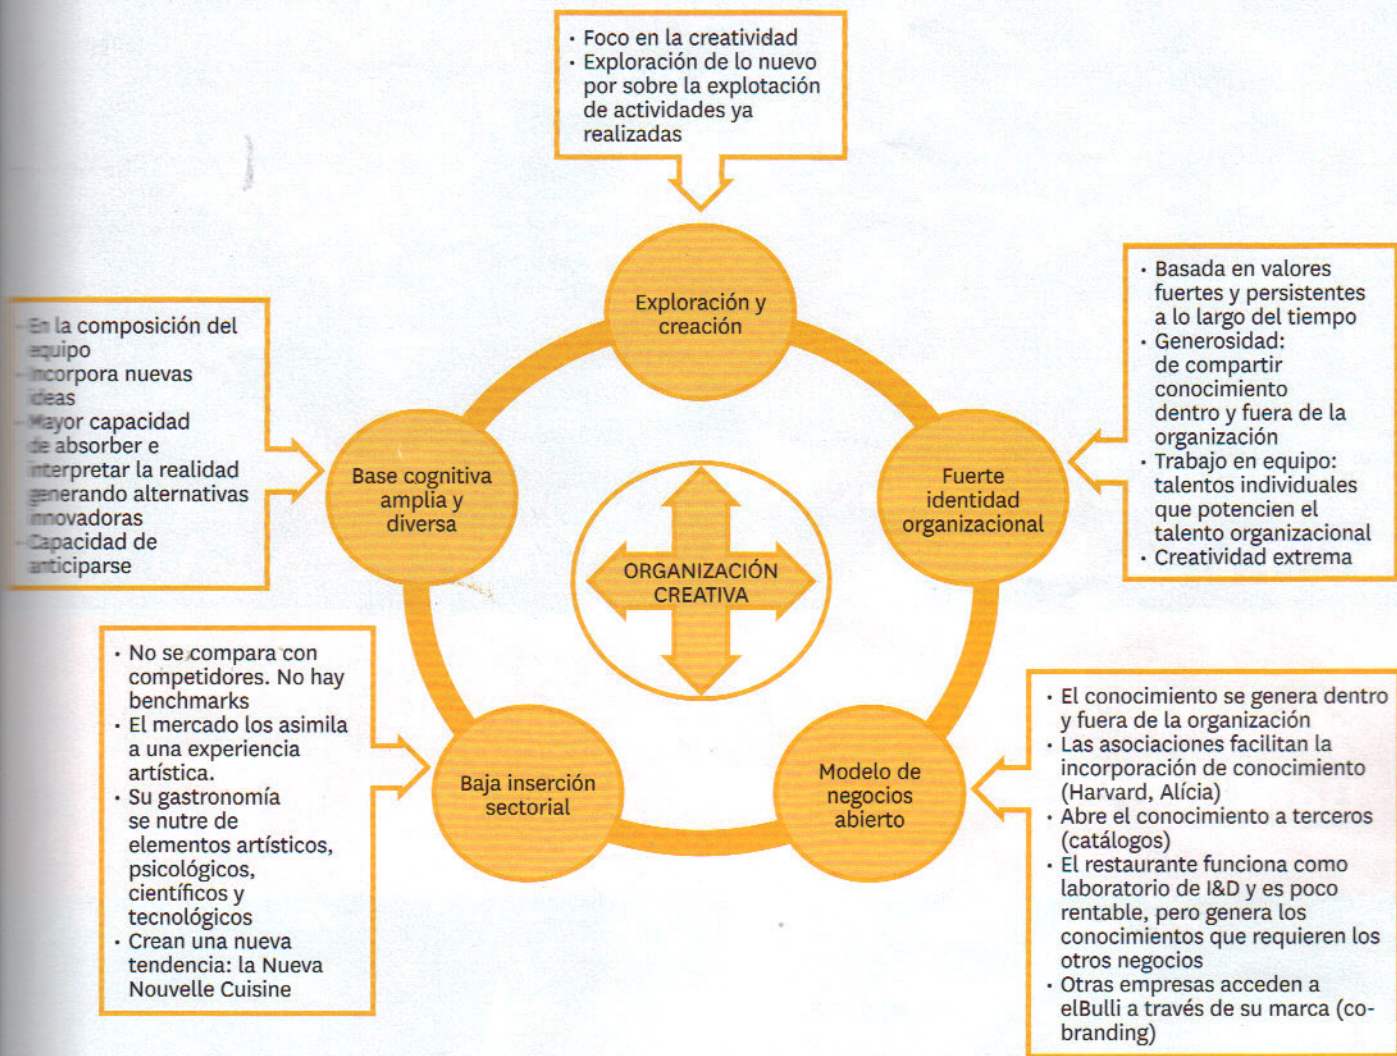 · Foco en la creatividad
· Exploración de lo nuevo
por sobre la explotación
de actividades ya
realizadas
Exploración y
creación
· Basada en valores
fuertes y persistentes
a lo largo del tiempo
· Generosidad:
de compartir
conocimiento
dentro y fuera de la
organización
· Trabajo en equipo:
talentos individuales
que potencien el
talento organizacional
· Creatividad extrema
Fuerte
identidad
organizacional
- En la composición del
equipo
- Incorpora nuevas
ideas
- Mayor capacidad
de absorber e
interpretar la realidad
generando alternativas
innovadoras
- Capacidad de
anticiparse
Base cognitiva
amplia y
diversa
ORGANIZACIÓN
CREATIVA
· No se compara con
competidores. No hay
benchmarks
· El mercado los asimila
a una experiencia
artística.
· Su gastronomía
se nutre de
elementos artísticos,
psicológicos,
científicos y
tecnológicos
· Crean una nueva
tendencia: la Nueva
Nouvelle Cuisine
Baja inserción
sectorial
Modelo de
negocios
abierto
· El conocimiento se genera dentro
y fuera de la organización
· Las asociaciones facilitan la
incorporación de conocimiento
(Harvard, Alícia)
· Abre el conocimiento a terceros
(catálogos)
· El restaurante funciona como
laboratorio de I&D y es poco
rentable, pero genera los
conocimientos que requieren los
otros negocios
· Otras empresas acceden a
elBulli a través de su marca (co-
branding)